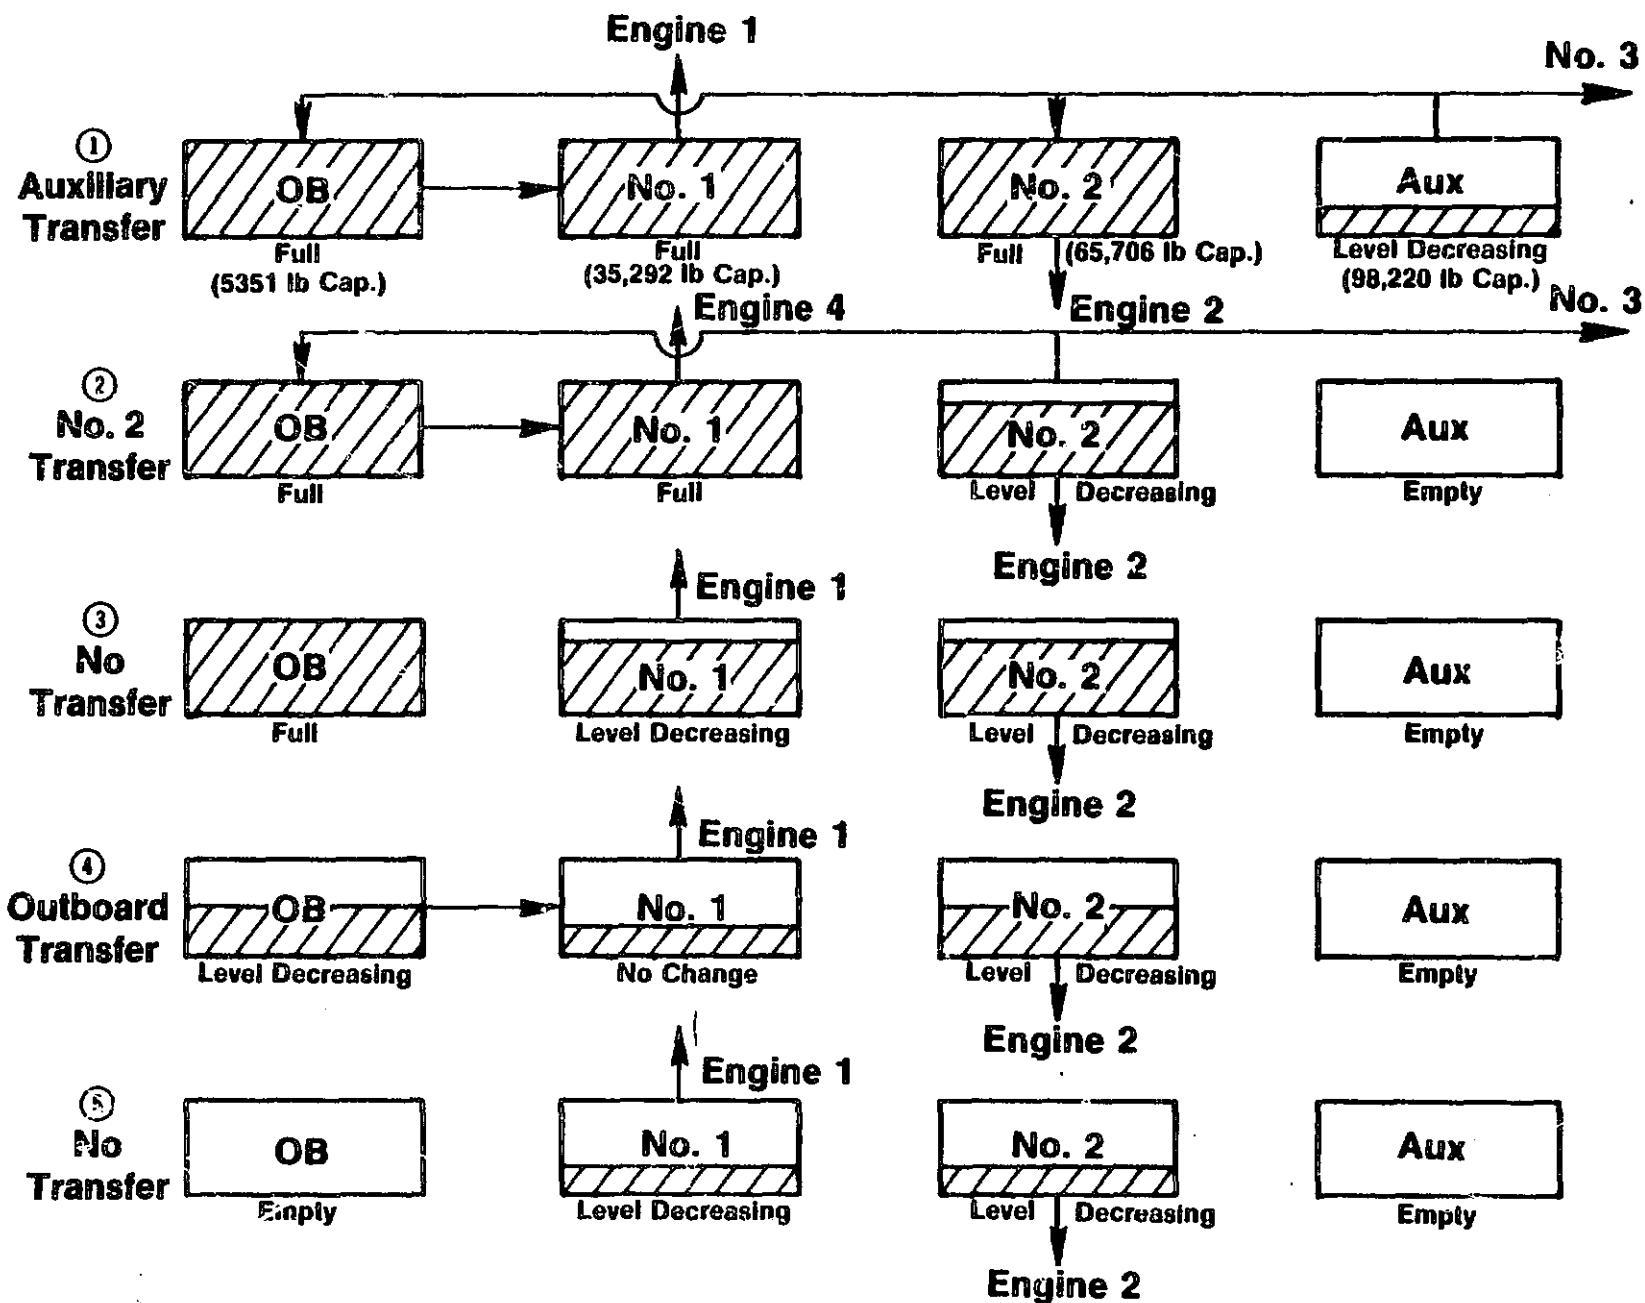 Engine 1
No. 3
①
Auxiliary
Transfer
OB
No. 1
No. 2
Aux
Full
(5351 lb Cap.)
Full
(35,292 lb Cap.)
Full
(65,706 lb Cap.)
Level Decreasing
(98,220 lb Cap.)
Engine 4
Engine 2
No. 3
②
No. 2
Transfer
OB
No. 1
No. 2
Aux
Full
Full
Level Decreasing
Empty
Engine 2
Engine 1
③
No
Transfer
OB
No. 1
No. 2
Aux
Full
Level Decreasing
Level Decreasing
Empty
Engine 2
Engine 1
④
Outboard
Transfer
OB
No. 1
No. 2
Aux
Level Decreasing
No Change
Level Decreasing
Empty
Engine 2
Engine 1
⑤
No
Transfer
OB
No. 1
No. 2
Aux
Empty
Level Decreasing
Level Decreasing
Empty
Engine 2